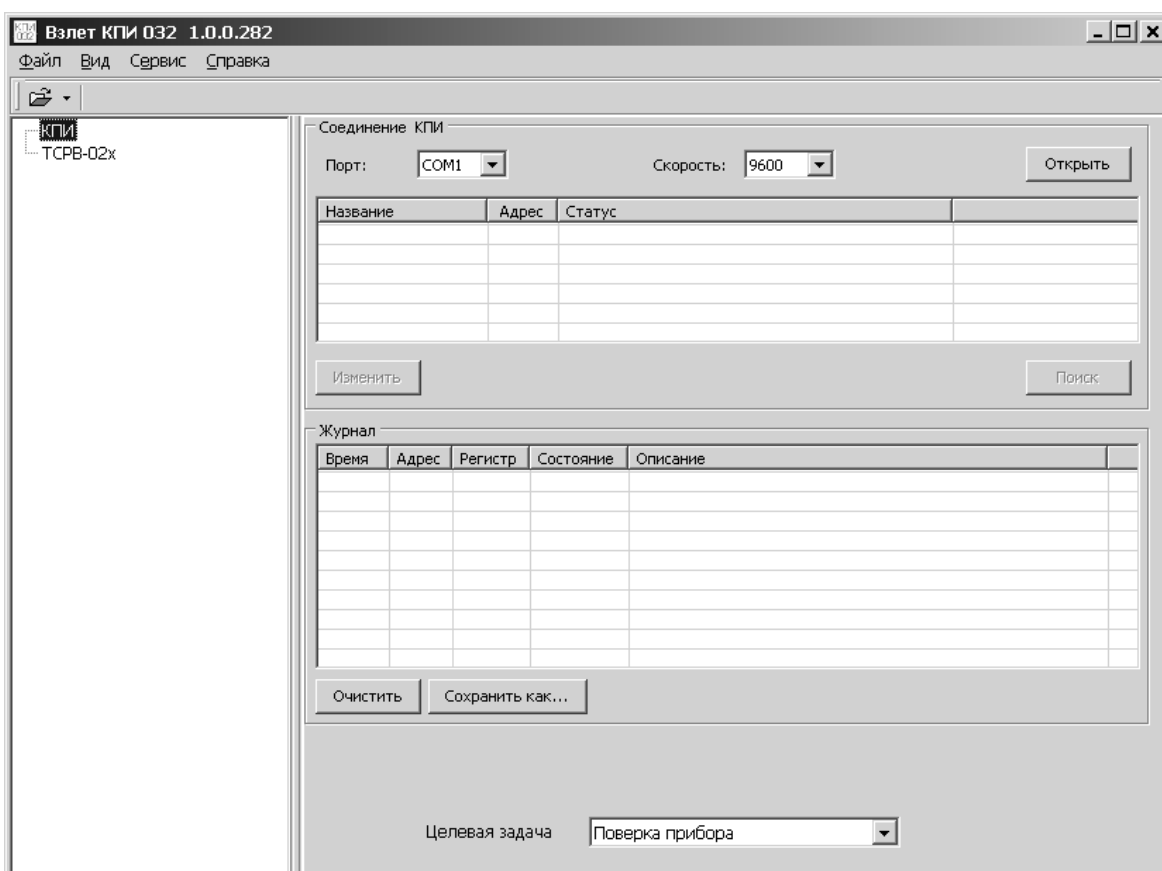 КПИ 032 Взлет КПИ 032 1.0.0.282
Файл Вид Сервис Справка
КПИ
ТСРВ-02х
Соединение КПИ
Порт: COM1 Скорость: 9600 Открыть
Название Адрес Статус
Изменить Поиск
Журнал
Время Адрес Регистр Состояние Описание
Очистить Сохранить как...
Целевая задача Поверка прибора